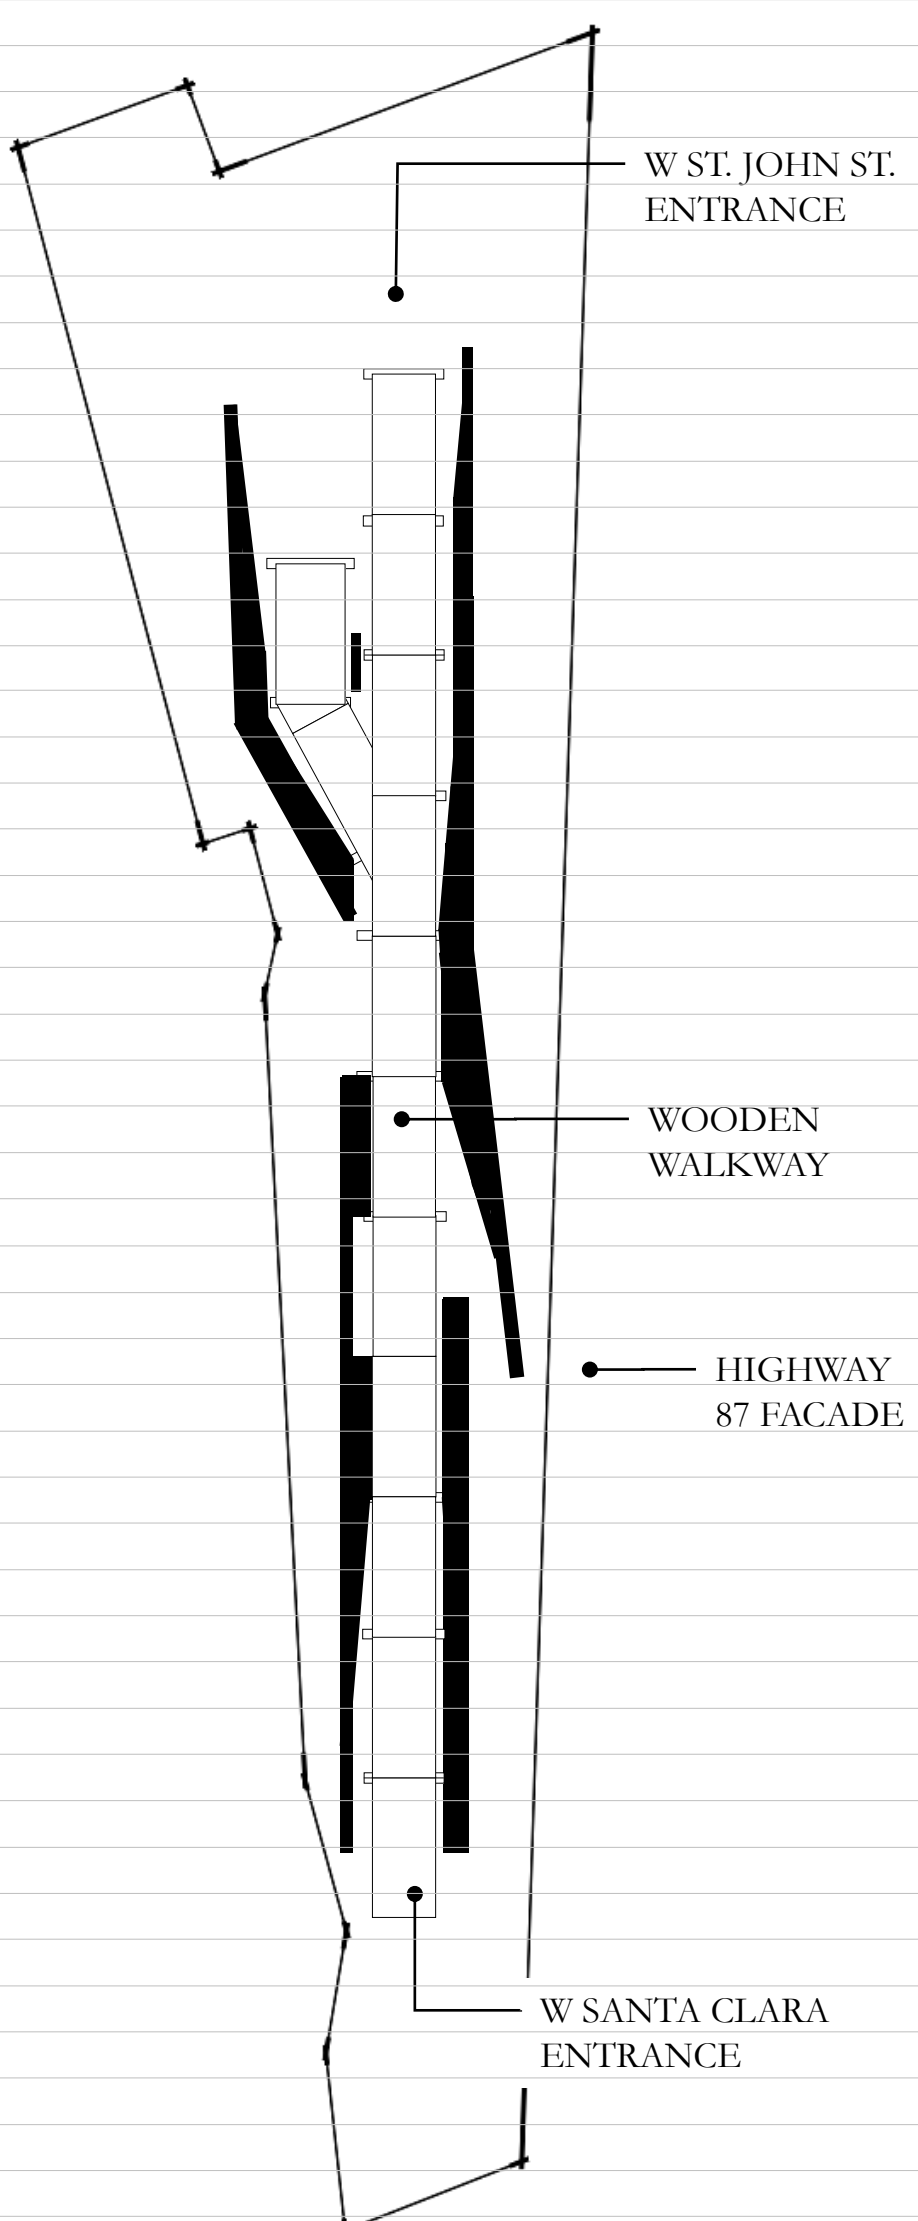 W ST. JOHN ST.
ENTRANCE
WOODEN
WALKWAY
HIGHWAY
87 FACADE
W SANTA CLARA
ENTRANCE